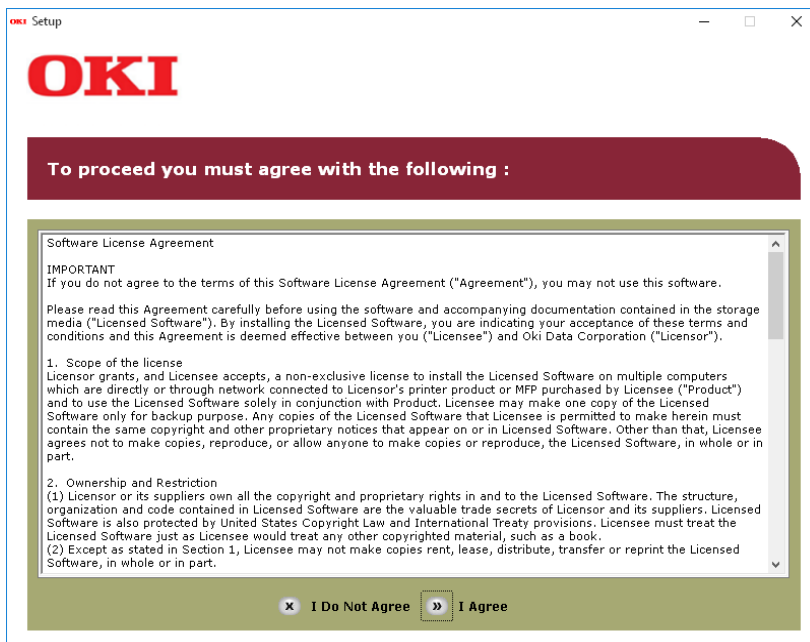 OKI Setup
OKI
To proceed you must agree with the following :
Software License Agreement
IMPORTANT
If you do not agree to the terms of this Software License Agreement ("Agreement"), you may not use this software.
Please read this Agreement carefully before using the software and accompanying documentation contained in the storage
media ("Licensed Software"). By installing the Licensed Software, you are indicating your acceptance of these terms and
conditions and this Agreement is deemed effective between you ("Licensee") and Oki Data Corporation ("Licensor").
1. Scope of the license
Licensor grants, and Licensee accepts, a non-exclusive license to install the Licensed Software on multiple computers
which are directly or through network connected to Licensor's printer product or MFP purchased by Licensee ("Product")
and to use the Licensed Software solely in conjunction with Product. Licensee may make one copy of the Licensed
Software only for backup purpose. Any copies of the Licensed Software that Licensee is permitted to make herein must
contain the same copyright and other proprietary notices that appear on or in Licensed Software. Other than that, Licensee
agrees not to make copies, reproduce, or allow anyone to make copies or reproduce, the Licensed Software, in whole or in
part.
2. Ownership and Restriction
(1) Licensor or its suppliers own all the copyright and proprietary rights in and to the Licensed Software. The structure,
organization and code contained in Licensed Software are the valuable trade secrets of Licensor and its suppliers. Licensed
Software is also protected by United States Copyright Law and International Treaty provisions. Licensee must treat the
Licensed Software just as Licensee would treat any other copyrighted material, such as a book.
(2) Except as stated in Section 1, Licensee may not make copies rent, lease, distribute, transfer or reprint the Licensed
Software, in whole or in part.
x I Do Not Agree » I Agree